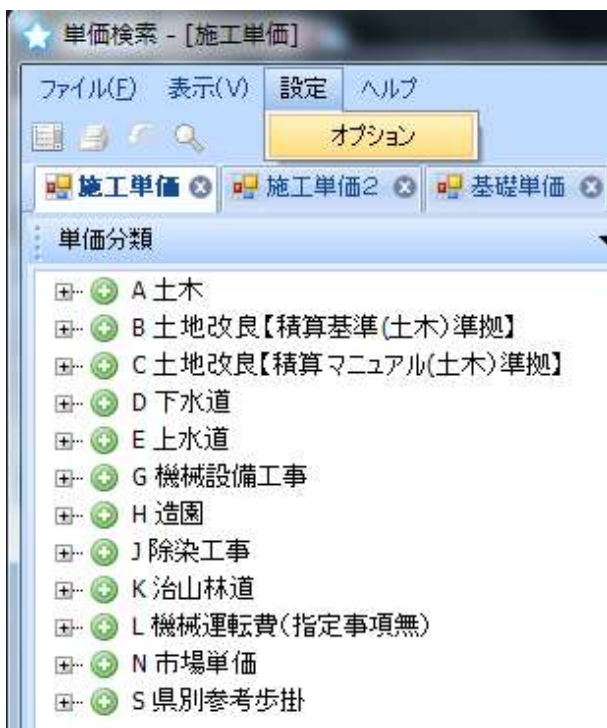 単価検索 - [施工単価]
ファイル(F) 表示(V) 設定 ヘルプ
オプション
施工単価 施工単価2 基礎単価
単価分類
A 土木
B 土地改良【積算基準(土木)準拠】
C 土地改良【積算マニュアル(土木)準拠】
D 下水道
E 上水道
G 機械設備工事
H 造園
J 除染工事
K 治山林道
L 機械運転費(指定事項無)
N 市場単価
S 県別参考歩掛